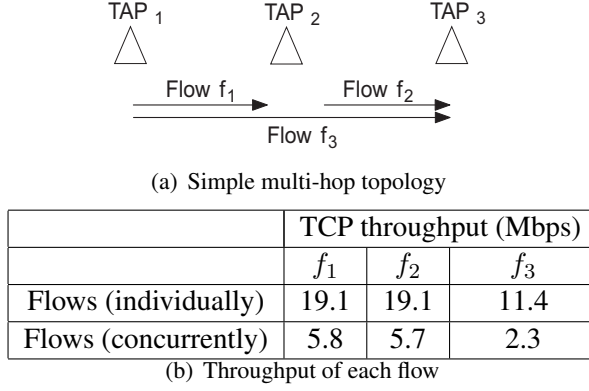 TAP 1 TAP 2 TAP 3
Flow f1 Flow f2
Flow f3
(a) Simple multi-hop topology
TCP throughput (Mbps)
f1 f2 f3
Flows (individually) 19.1 19.1 11.4
Flows (concurrently) 5.8 5.7 2.3
(b) Throughput of each flow